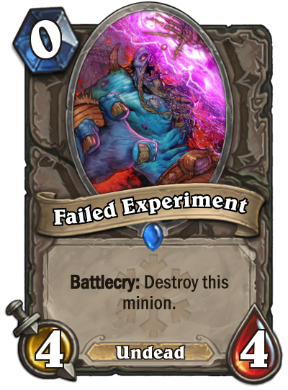 0
Failed Experiment
Battlecry: Destroy this
minion.
4
Undead
4